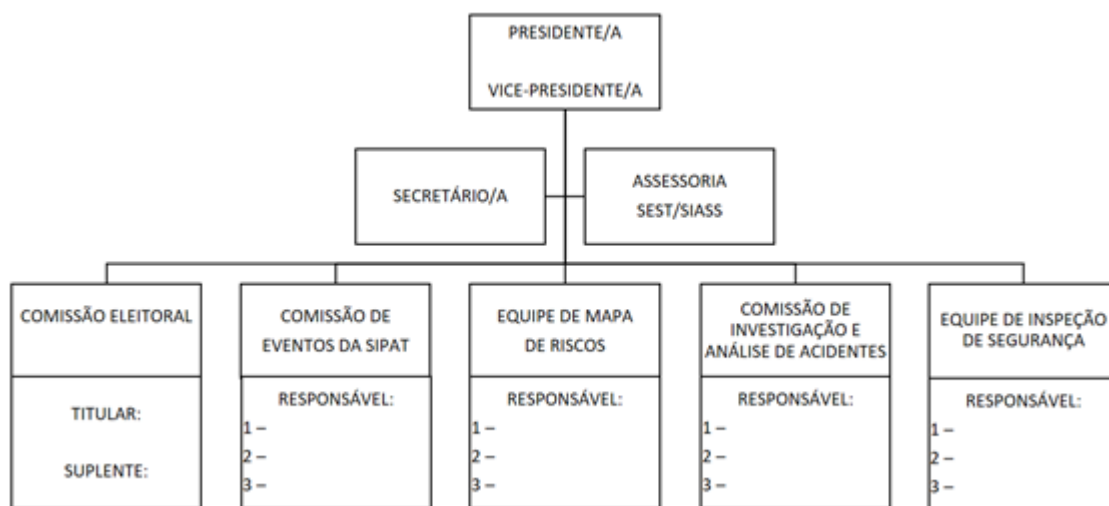 PRESIDENTE/A
VICE-PRESIDENTE/A
SECRETÁRIO/A
ASSESSORIA
SEST/SIASS
COMISSÃO ELEITORAL
TITULAR:
SUPLENTE:
COMISSÃO DE
EVENTOS DA SIPAT
RESPONSÁVEL:
1 –
2 –
3 –
EQUIPE DE MAPA
DE RISCOS
RESPONSÁVEL:
1 –
2 –
3 –
COMISSÃO DE
INVESTIGAÇÃO E
ANÁLISE DE ACIDENTES
RESPONSÁVEL:
1 –
2 –
3 –
EQUIPE DE INSPEÇÃO
DE SEGURANÇA
RESPONSÁVEL:
1 –
2 –
3 –